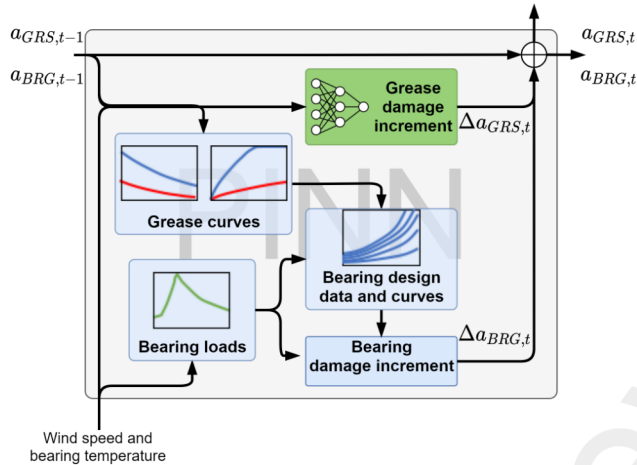 a_{GRS,t-1}
a_{GRS,t}
a_{BRG,t-1}
a_{BRG,t}
Grease
damage
increment
Δa_{GRS,t}
PINN
Grease curves
Bearing design
data and curves
Bearing loads
Bearing
damage increment
Δa_{BRG,t}
Wind speed and
bearing temperature